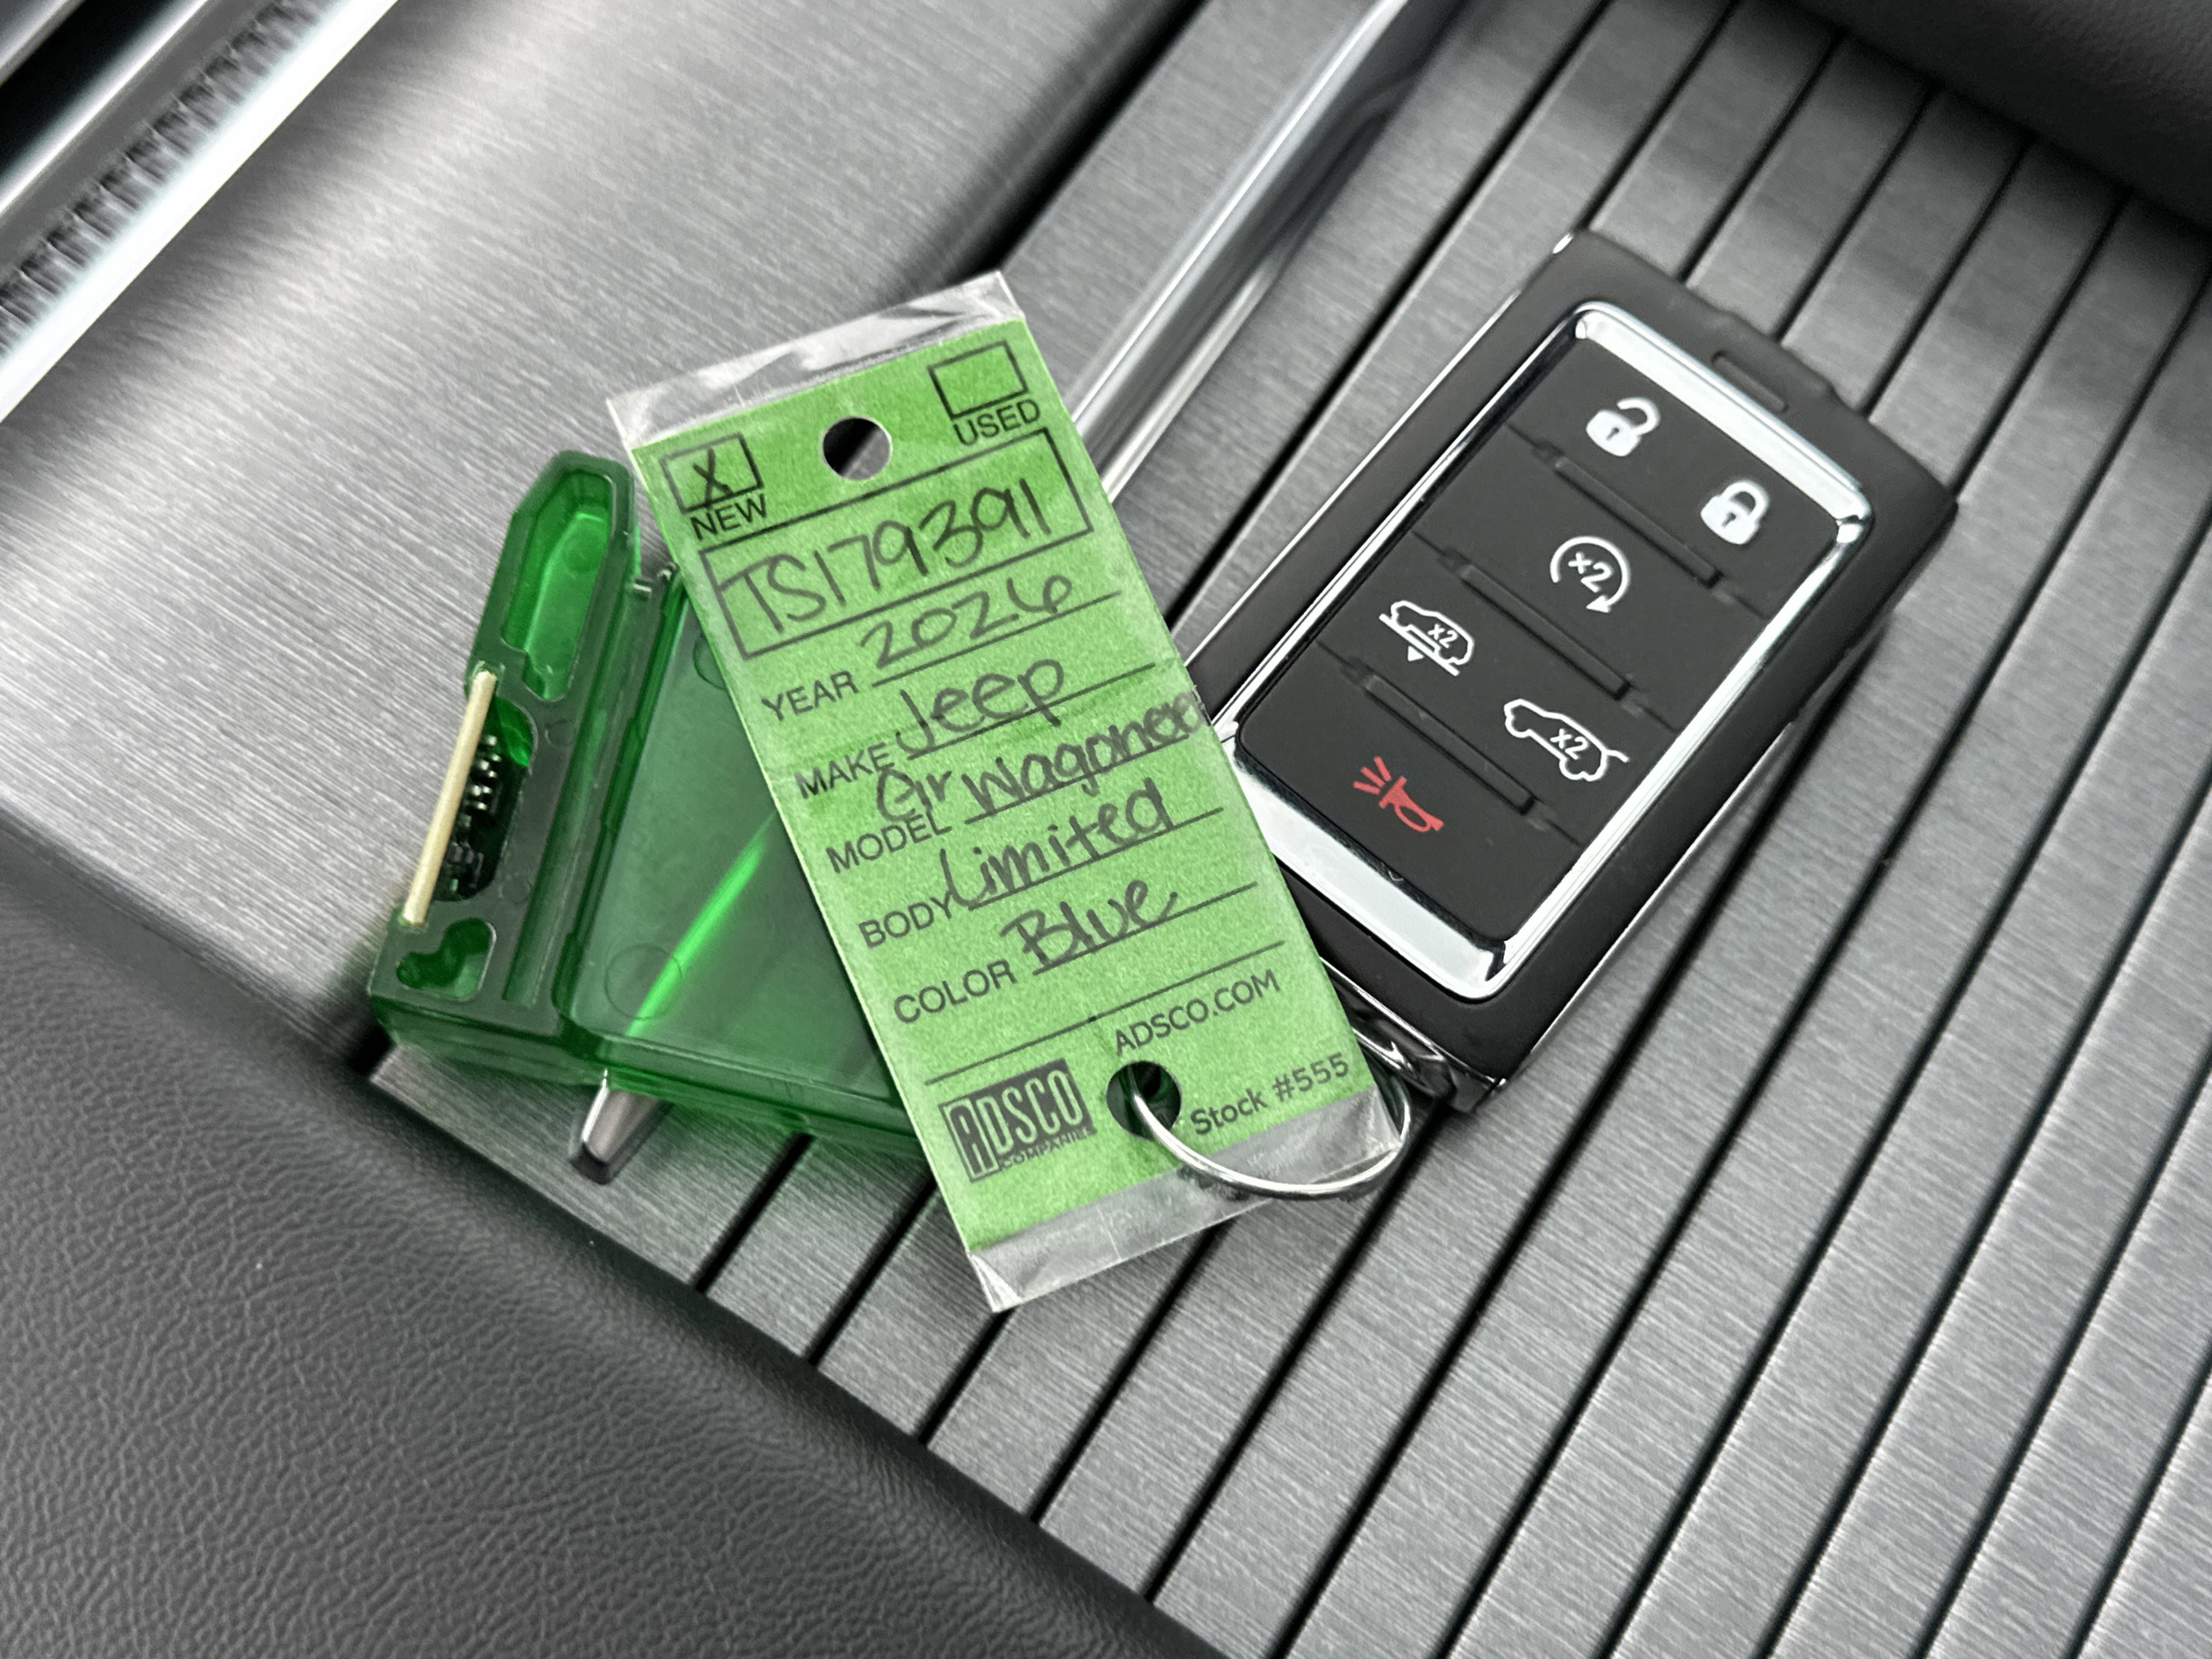 X
NEW
USED
TS179391
YEAR 2026
MAKE Jeep
MODEL Gr Wagonee
BODY Limited
COLOR Blue
ADSCO.COM
ADSCO
COMPANIES
Stock #555
x2
x2
x2